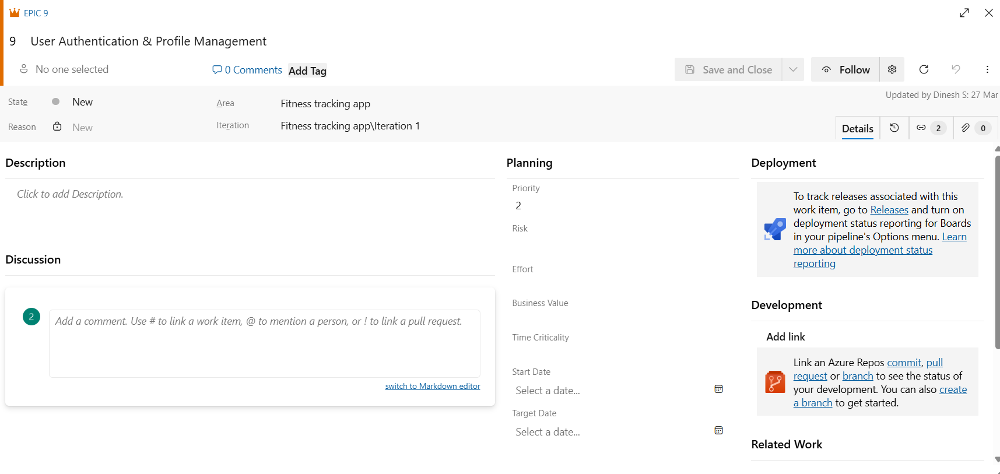 EPIC 9
9 User Authentication & Profile Management
No one selected
0 Comments
Add Tag
Save and Close
Follow
State
New
Area
Fitness tracking app
Updated by Dinesh S: 27 Mar
Reason
New
Iteration
Fitness tracking app\Iteration 1
Details
2
0
Description
Click to add Description.
Discussion
2
Add a comment. Use # to link a work item, @ to mention a person, or ! to link a pull request.
switch to Markdown editor
Planning
Priority
2
Risk
Effort
Business Value
Time Criticality
Start Date
Select a date...
Target Date
Select a date...
Deployment
To track releases associated with this
work item, go to Releases and turn on
deployment status reporting for Boards
in your pipeline's Options menu. Learn
more about deployment status
reporting
Development
Add link
Link an Azure Repos commit, pull
request or branch to see the status of
your development. You can also create
a branch to get started.
Related Work